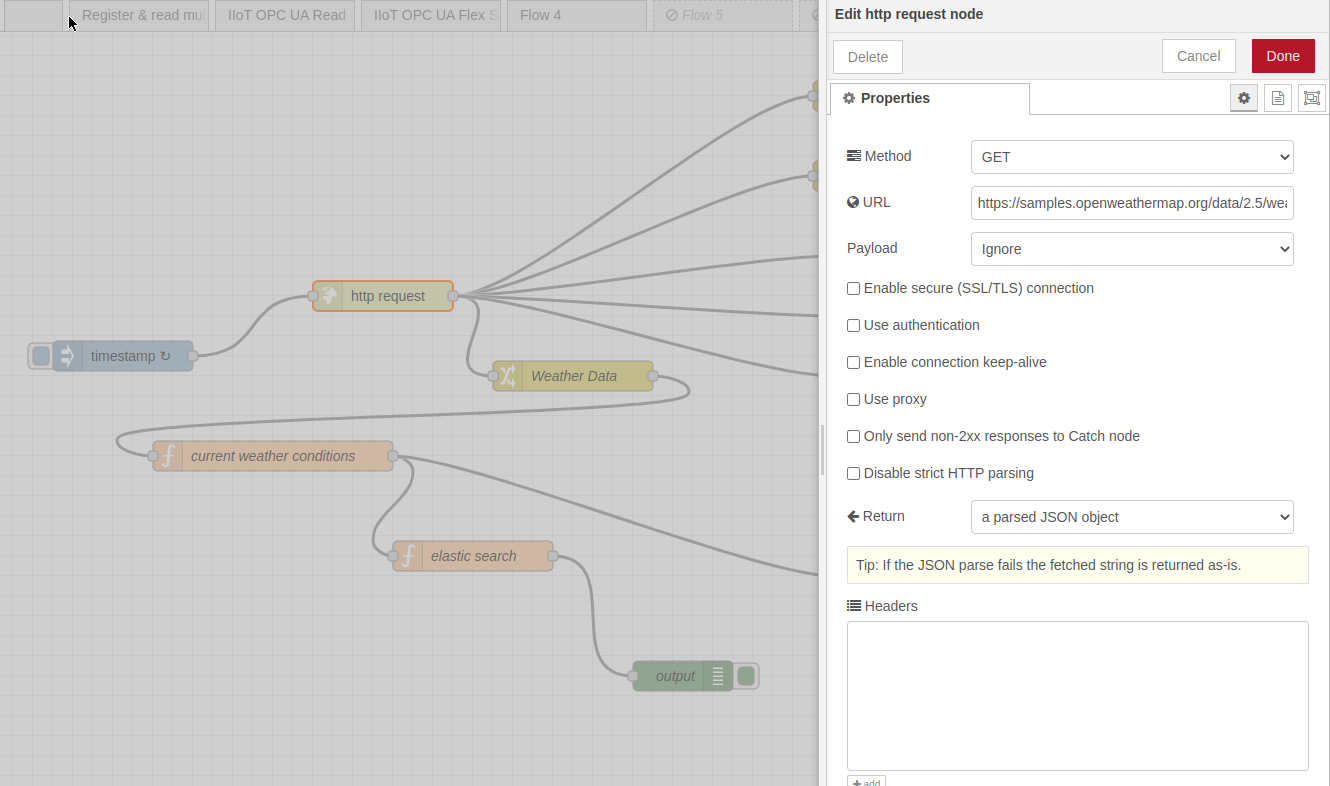 Register & read mul
IIoT OPC UA Read
IIoT OPC UA Flex S
Flow 4
Flow 5
http request
timestamp ↻
Weather Data
current weather conditions
elastic search
output
Edit http request node
Delete
Cancel
Done
Properties
Method
GET
URL
https://samples.openweathermap.org/data/2.5/wea
Payload
Ignore
Enable secure (SSL/TLS) connection
Use authentication
Enable connection keep-alive
Use proxy
Only send non-2xx responses to Catch node
Disable strict HTTP parsing
Return
a parsed JSON object
Tip: If the JSON parse fails the fetched string is returned as-is.
Headers
add